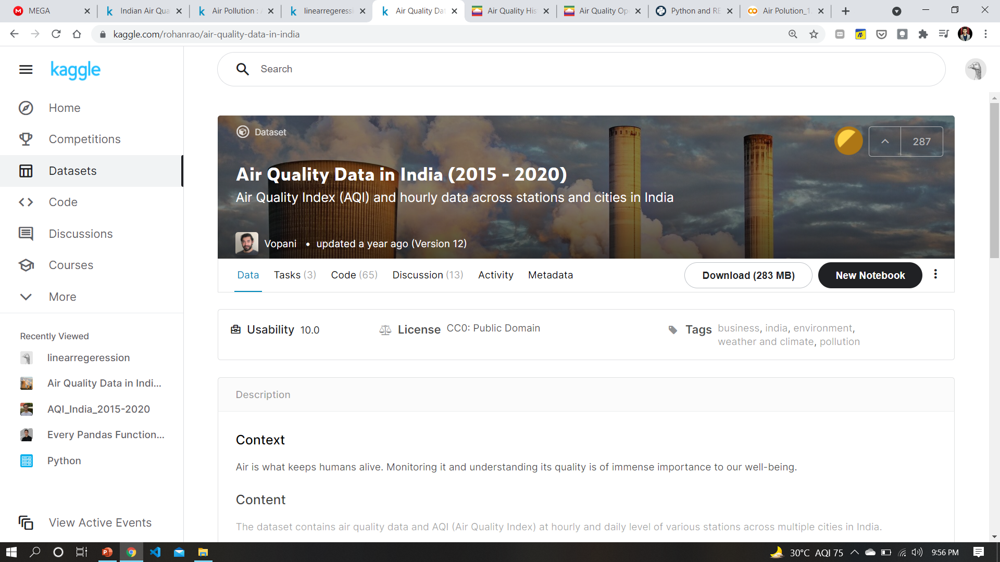 MEGA
Indian Air Qua
Air Pollution : A
linearregeressi
Air Quality Dat
Air Quality His
Air Quality Ope
Python and RE
Air Polution_1.
kaggle.com/rohanrao/air-quality-data-in-india
kaggle
Search
Home
Competitions
Datasets
Code
Discussions
Courses
More
Recently Viewed
linearregeression
Air Quality Data in Indi...
AQI_India_2015-2020
Every Pandas Function...
Python
View Active Events
Dataset
287
Air Quality Data in India (2015 - 2020)
Air Quality Index (AQI) and hourly data across stations and cities in India
Vopani • updated a year ago (Version 12)
Data Tasks (3) Code (65) Discussion (13) Activity Metadata Download (283 MB) New Notebook
Usability 10.0 License CC0: Public Domain Tags business, india, environment,
weather and climate, pollution
Description
Context
Air is what keeps humans alive. Monitoring it and understanding its quality is of immense importance to our well-being.
Content
The dataset contains air quality data and AQI (Air Quality Index) at hourly and daily level of various stations across multiple cities in India.
30°C AQI 75 9:56 PM